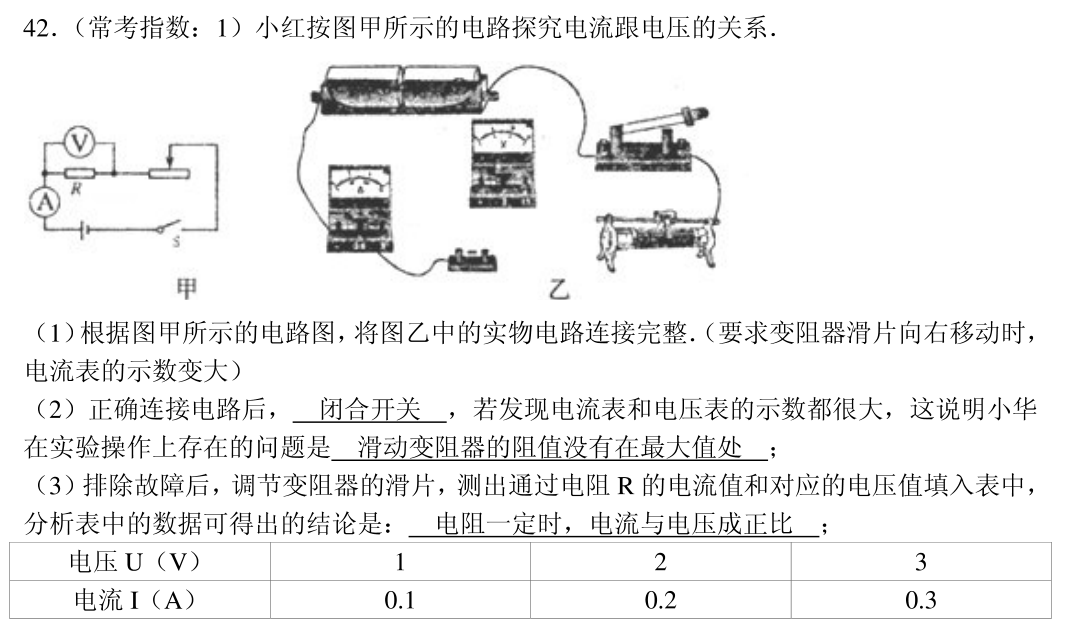 42.（常考指数：1）小红按图甲所示的电路探究电流跟电压的关系．
V
R
A
S
甲
A
V
乙
（1）根据图甲所示的电路图，将图乙中的实物电路连接完整．（要求变阻器滑片向右移动时，
电流表的示数变大）
（2）正确连接电路后， 闭合开关 ，若发现电流表和电压表的示数都很大，这说明小华
在实验操作上存在的问题是 滑动变阻器的阻值没有在最大值处 ；
（3）排除故障后，调节变阻器的滑片，测出通过电阻 R 的电流值和对应的电压值填入表中，
分析表中的数据可得出的结论是： 电阻一定时，电流与电压成正比 ；
电压 U（V） 1 2 3
电流 I（A） 0.1 0.2 0.3